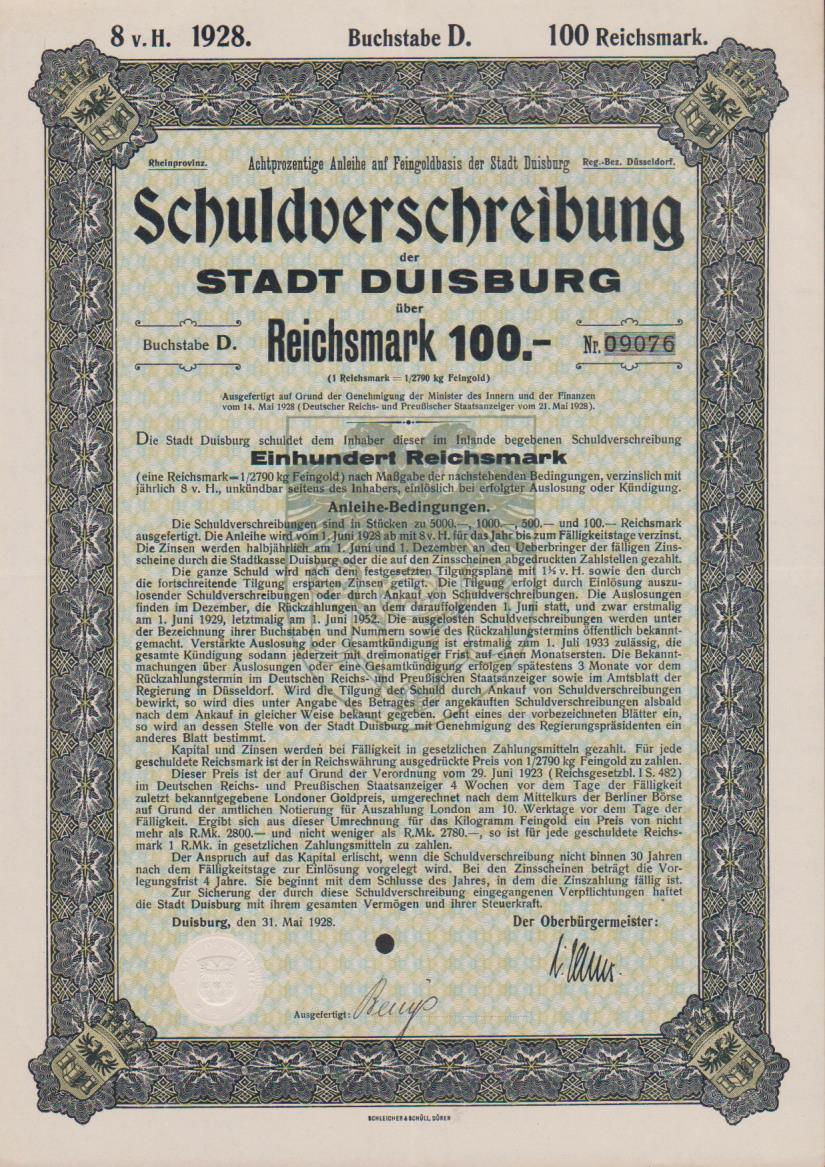 8 v. H. 1928. Buchstabe D. 100 Reichsmark.
Rheinprovinz. Achtprozentige Anleihe auf Feingoldbasis der Stadt Duisburg Reg.-Bez. Düsseldorf.
Schuldverschreibung
der
STADT DUISBURG
über
Buchstabe D. Reichsmark 100.- Nr. 09076
(1 Reichsmark = 1/2790 kg Feingold)
Ausgefertigt auf Grund der Genehmigung der Minister des Innern und der Finanzen
vom 14. Mai 1928 (Deutscher Reichs- und Preußischer Staatsanzeiger vom 21. Mai 1928).
Die Stadt Duisburg schuldet dem Inhaber dieser im Inlande begebenen Schuldverschreibung
Einhundert Reichsmark
(eine Reichsmark = 1/2790 kg Feingold) nach Maßgabe der nachstehenden Bedingungen, verzinslich mit
jährlich 8 v. H., unkündbar seitens des Inhabers, einlöslich bei erfolgter Auslosung oder Kündigung.
Anleihe-Bedingungen.
Die Schuldverschreibungen sind in Stücken zu 5000.—, 1000.—, 500.— und 100.— Reichsmark
ausgefertigt. Die Anleihe wird vom 1. Juni 1928 ab mit 8 v. H. für das Jahr bis zum Fälligkeitstage verzinst.
Die Zinsen werden halbjährlich am 1. Juni und 1. Dezember an den Ueberbringer der fälligen Zins-
scheine durch die Stadtkasse Duisburg oder die auf den Zinsscheinen abgedruckten Zahlstellen gezahlt.
Die ganze Schuld wird nach dem festgesetzten Tilgungsplane mit 1⅜ v. H. sowie den durch
die fortschreitende Tilgung ersparten Zinsen getilgt. Die Tilgung erfolgt durch Einlösung auszu-
losender Schuldverschreibungen oder durch Ankauf von Schuldverschreibungen. Die Auslosungen
finden im Dezember, die Rückzahlungen an dem darauffolgenden 1. Juni statt, und zwar erstmalig
am 1. Juni 1929, letztmalig am 1. Juni 1952. Die ausgelosten Schuldverschreibungen werden unter
der Bezeichnung ihrer Buchstaben und Nummern sowie des Rückzahlungstermins öffentlich bekannt-
gemacht. Verstärkte Auslosung oder Gesamtkündigung ist erstmalig zum 1. Juli 1933 zulässig, die
gesamte Kündigung sodann jederzeit mit dreimonatiger Frist auf einen Monatsersten. Die Bekannt-
machungen über Auslosungen oder eine Gesamtkündigung erfolgen spätestens 3 Monate vor dem
Rückzahlungstermin im Deutschen Reichs- und Preußischen Staatsanzeiger sowie im Amtsblatt der
Regierung in Düsseldorf. Wird die Tilgung der Schuld durch Ankauf von Schuldverschreibungen
bewirkt, so wird dies unter Angabe des Betrages der angekauften Schuldverschreibungen alsbald
nach dem Ankauf in gleicher Weise bekannt gegeben. Geht eines der vorbezeichneten Blätter ein,
so wird an dessen Stelle von der Stadt Duisburg mit Genehmigung des Regierungspräsidenten ein
anderes Blatt bestimmt.
Kapital und Zinsen werden bei Fälligkeit in gesetzlichen Zahlungsmitteln gezahlt. Für jede
geschuldete Reichsmark ist der in Reichswährung ausgedrückte Preis von 1/2790 kg Feingold zu zahlen.
Dieser Preis ist der auf Grund der Verordnung vom 29. Juni 1923 (Reichsgesetzbl. I S. 482)
im Deutschen Reichs- und Preußischen Staatsanzeiger 4 Wochen vor dem Tage der Fälligkeit
zuletzt bekanntgegebene Londoner Goldpreis, umgerechnet nach dem Mittelkurs der Berliner Börse
auf Grund der amtlichen Notierung für Auszahlung London am 10. Werktage vor dem Tage der
Fälligkeit. Ergibt sich aus dieser Umrechnung für das Kilogramm Feingold ein Preis von nicht
mehr als R.Mk. 2800.— und nicht weniger als R.Mk. 2780.—, so ist für jede geschuldete Reichs-
mark 1 R.Mk. in gesetzlichen Zahlungsmitteln zu zahlen.
Der Anspruch auf das Kapital erlischt, wenn die Schuldverschreibung nicht binnen 30 Jahren
nach dem Fälligkeitstage zur Einlösung vorgelegt wird. Bei den Zinsscheinen beträgt die Vor-
legungsfrist 4 Jahre. Sie beginnt mit dem Schlusse des Jahres, in dem die Zinszahlung fällig ist.
Zur Sicherung der durch diese Schuldverschreibung eingegangenen Verpflichtungen haftet
die Stadt Duisburg mit ihrem gesamten Vermögen und ihrer Steuerkraft.
Duisburg, den 31. Mai 1928. Der Oberbürgermeister:
Ausgefertigt:
SCHLEICHER & SCHÜLL, DÜREN